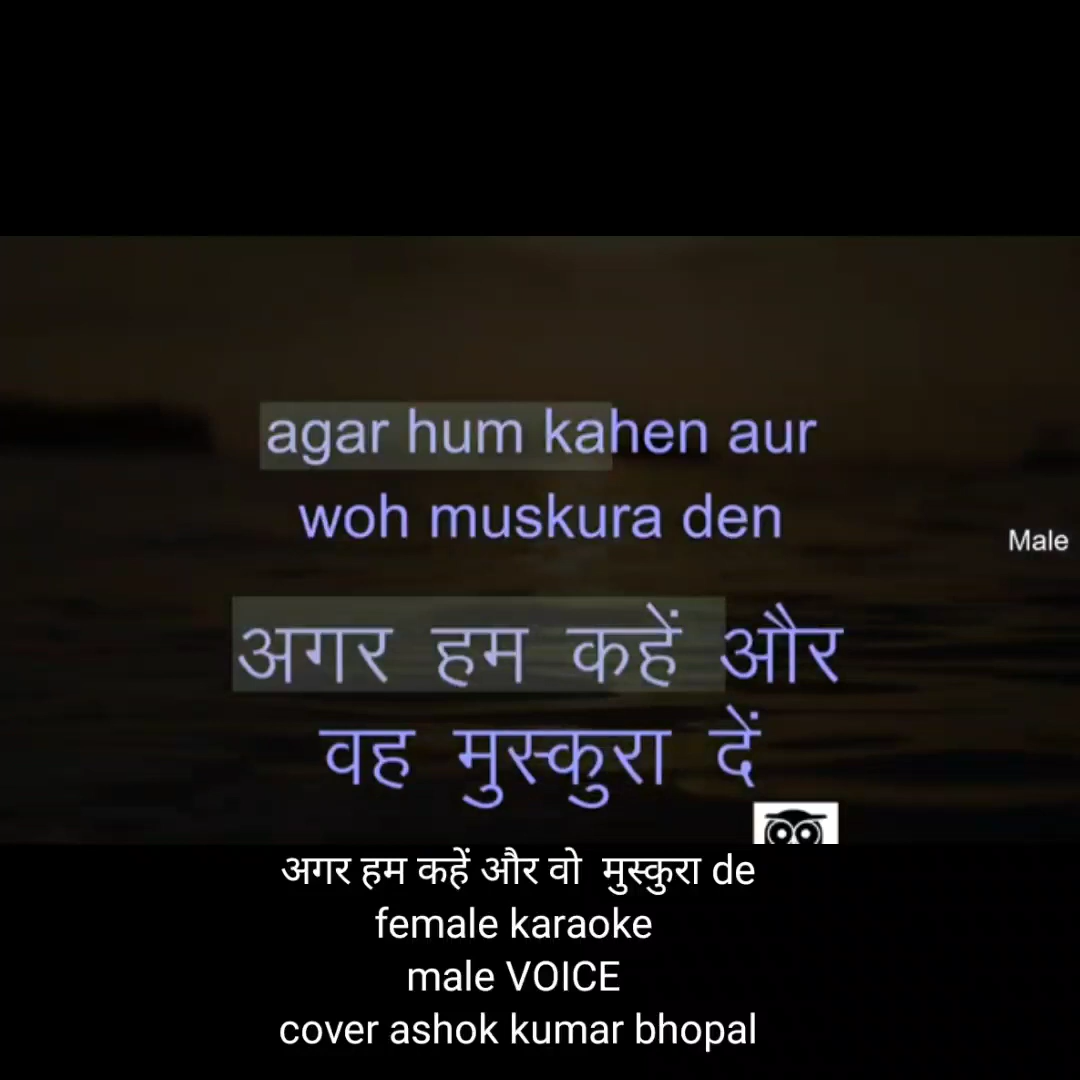 agar hum kahen aur
woh muskura den
Male
अगर हम कहें और
वह मुस्कुरा दें
अगर हम कहें और वो मुस्कुरा de
female karaoke
male VOICE
cover ashok kumar bhopal